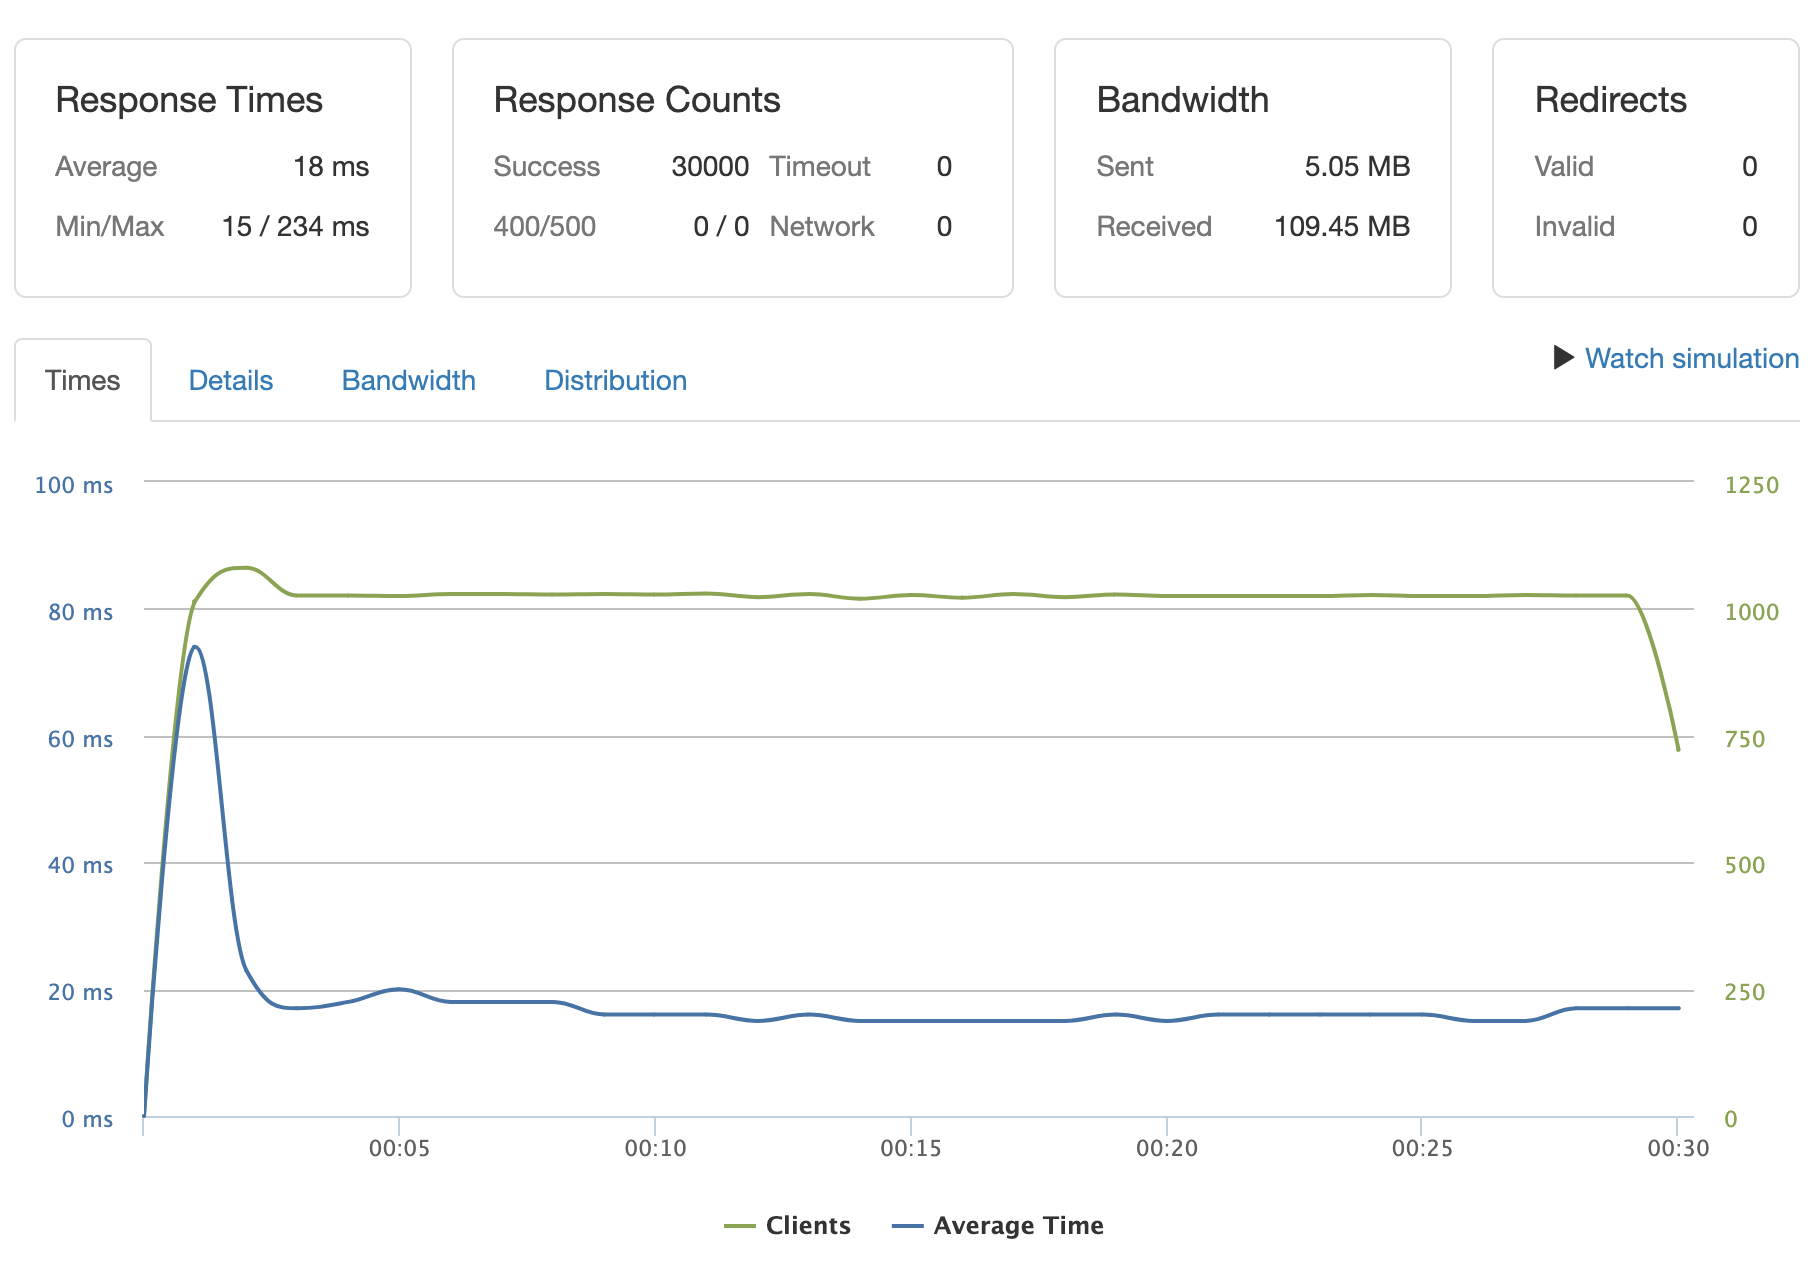 Response Times
Average 18 ms
Min/Max 15 / 234 ms
Response Counts
Success 30000 Timeout 0
400/500 0 / 0 Network 0
Bandwidth
Sent 5.05 MB
Received 109.45 MB
Redirects
Valid 0
Invalid 0
Times Details Bandwidth Distribution
Watch simulation
100 ms
80 ms
60 ms
40 ms
20 ms
0 ms
1250
1000
750
500
250
0
00:05 00:10 00:15 00:20 00:25 00:30
Clients Average Time